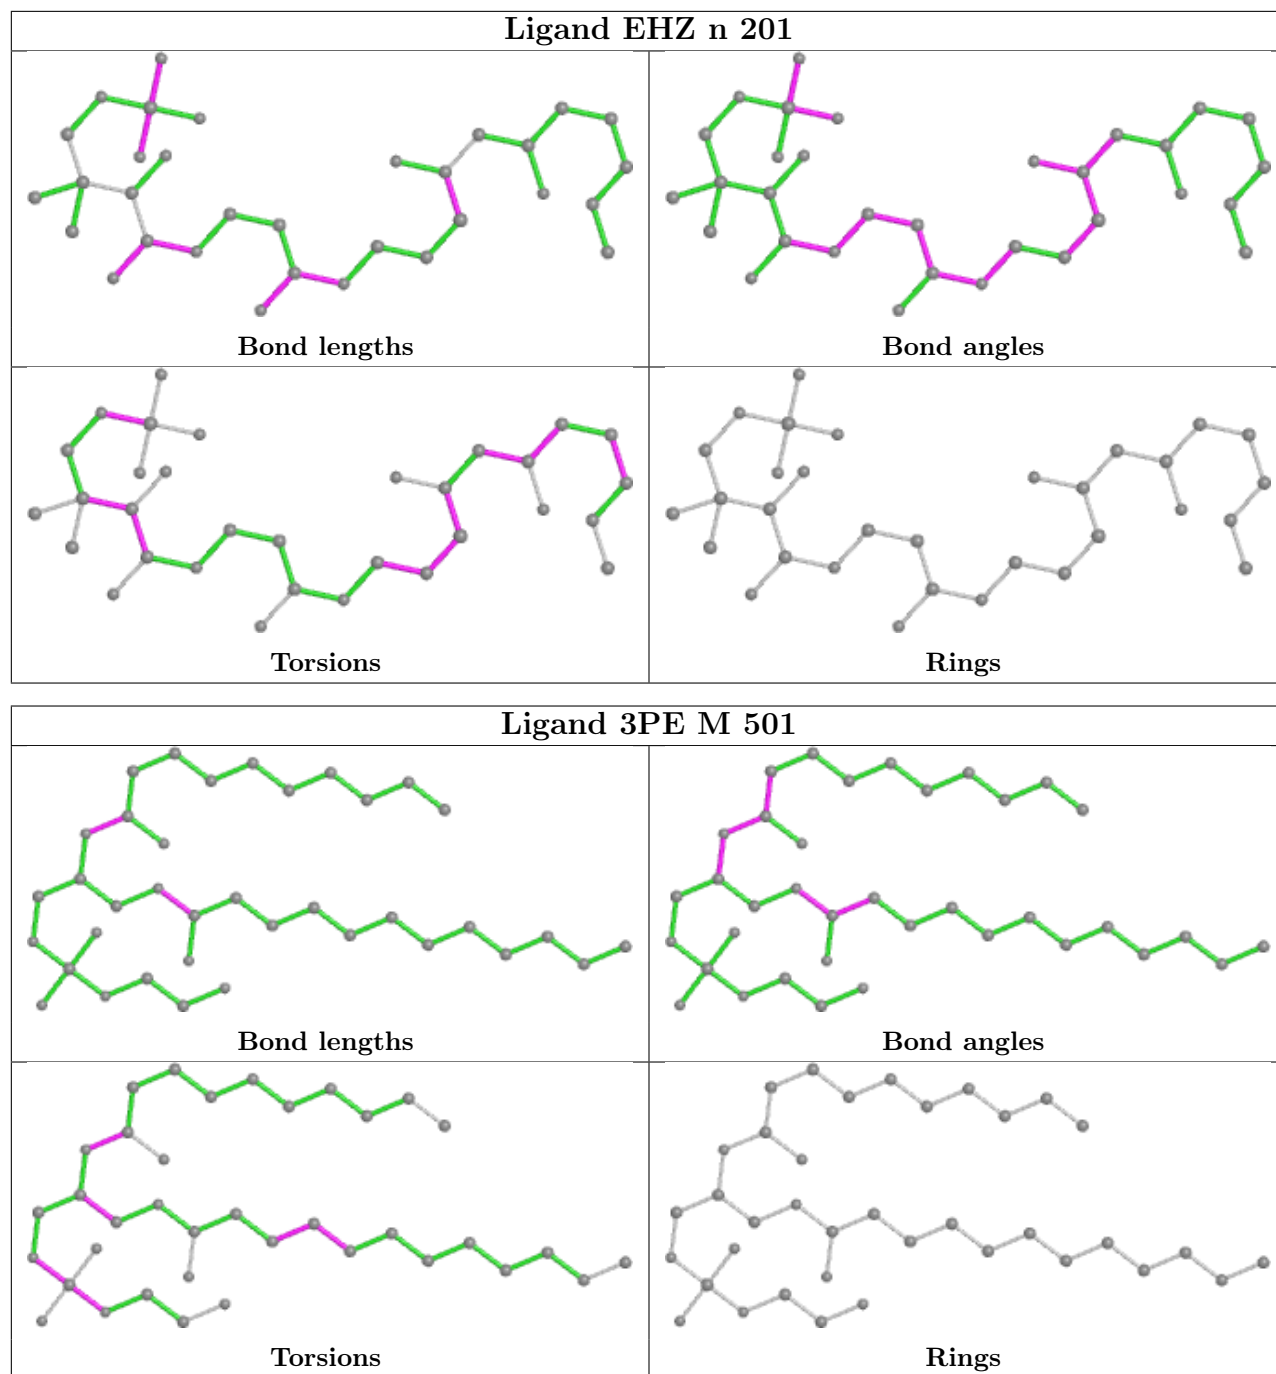 Ligand EHZ n 201
Bond lengths
Bond angles
Torsions
Rings
Ligand 3PE M 501
Bond lengths
Bond angles
Torsions
Rings